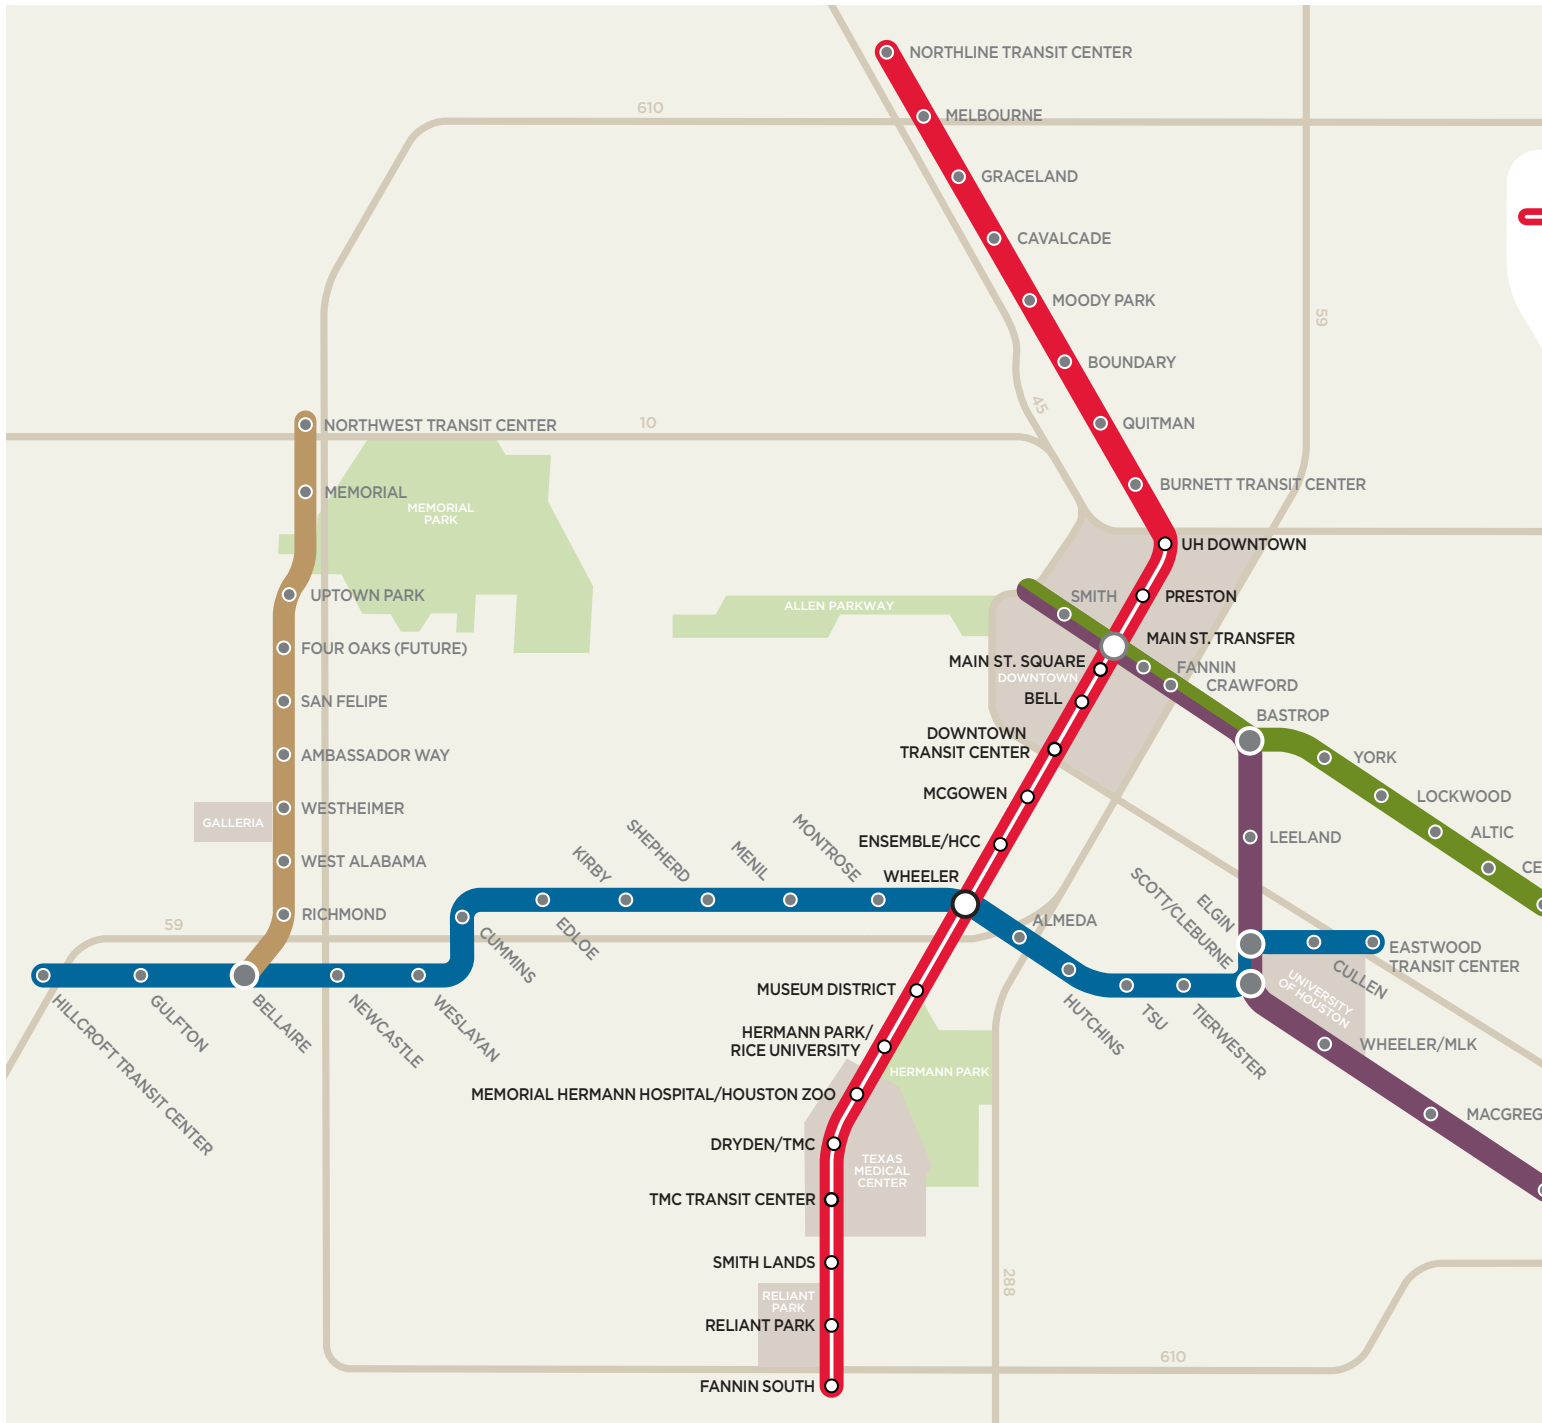 NORTHLINE TRANSIT CENTER
610
MELBOURNE
GRACELAND
CAVALCADE
MOODY PARK
59
BOUNDARY
45
QUITMAN
NORTHWEST TRANSIT CENTER
10
BURNETT TRANSIT CENTER
MEMORIAL
MEMORIAL
PARK
UH DOWNTOWN
UPTOWN PARK
ALLEN PARKWAY
SMITH
PRESTON
FOUR OAKS (FUTURE)
MAIN ST. TRANSFER
MAIN ST. SQUARE
DOWNTOWN
FANNIN
CRAWFORD
SAN FELIPE
BELL
BASTROP
AMBASSADOR WAY
DOWNTOWN
TRANSIT CENTER
YORK
WESTHEIMER
GALLERIA
MCGOWEN
LOCKWOOD
ALTIC
LEELAND
WEST ALABAMA
KIRBY
SHEPHERD
MENIL
MONTROSE
ENSEMBLE/HCC
CE
WHEELER
RICHMOND
59
CUMMINS
EDLOE
ALMEDA
SCOTT/CLEBURNE
ELGIN
EASTWOOD
TRANSIT CENTER
CULLEN
UNIVERSITY
OF HOUSTON
HILLCROFT TRANSIT CENTER
GULFTON
BELLAIRE
NEWCASTLE
WESLAYAN
MUSEUM DISTRICT
HUTCHINS
TSU
TIERWESTER
HERMANN PARK/
RICE UNIVERSITY
WHEELER/MLK
HERMANN PARK
MEMORIAL HERMANN HOSPITAL/HOUSTON ZOO
MACGREG
DRYDEN/TMC
TEXAS
MEDICAL
CENTER
TMC TRANSIT CENTER
SMITH LANDS
288
RELIANT
PARK
RELIANT PARK
610
FANNIN SOUTH